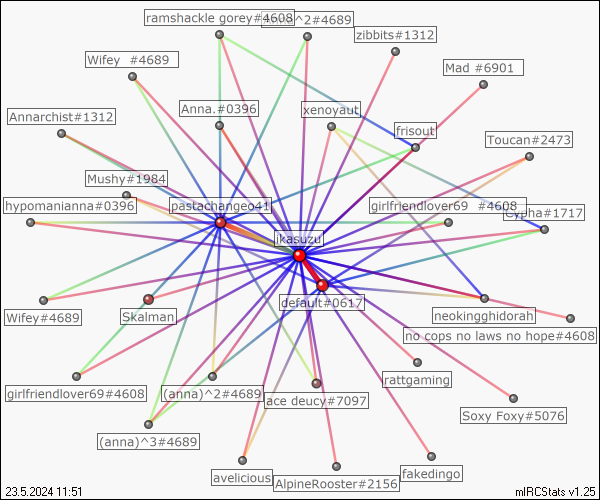 ramshackle gorey#4608
^2#4689
zibbits#1312
Wifey #4689
Mad #6901
Annarchist#1312
Anna.#0396
xenoyaut
frisout
Toucan#2473
Mushy#1984
hypomanianna#0396
pastachangeo41
girlfriendlover69 #4608
Cypha#1717
ikasuzu
default#0617
Wifey#4689
Skalman
neokingghidorah
no cops no laws no hope#4608
rattgaming
girlfriendlover69#4608
(anna)^2#4689
ace deucy#7097
Soxy Foxy#5076
(anna)^3#4689
avelicious
AlpineRooster#2156
fakedingo
23.5.2024 11:51
mIRCStats v1.25